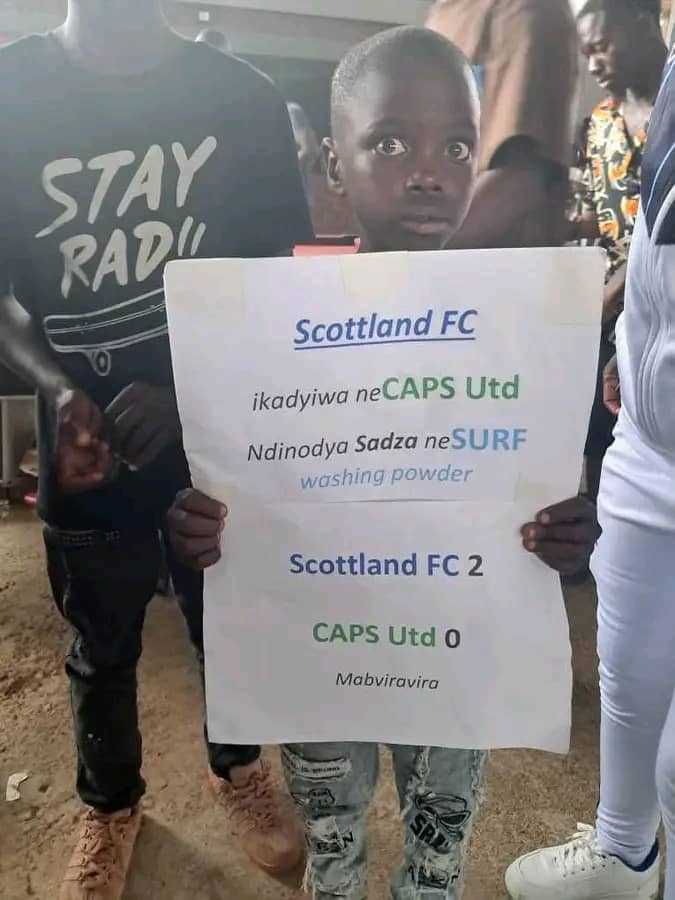 STAY
RAD!!
Scottland FC
ikadyiwa neCAPS Utd
Ndinodya Sadza neSURF
washing powder
Scottland FC 2
CAPS Utd 0
Mabviravira